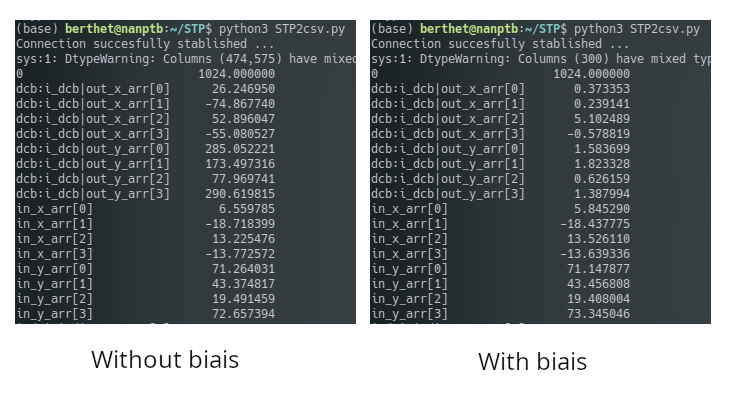 (base) berthet@nanptb:~/STP$ python3 STP2csv.py
Connection succesfully stablished ...
sys:1: DtypeWarning: Columns (474,575) have mixed
0 1024.000000
dcb:i_dcb|out_x_arr[0] 26.246950
dcb:i_dcb|out_x_arr[1] -74.867740
dcb:i_dcb|out_x_arr[2] 52.896047
dcb:i_dcb|out_x_arr[3] -55.080527
dcb:i_dcb|out_y_arr[0] 285.052221
dcb:i_dcb|out_y_arr[1] 173.497316
dcb:i_dcb|out_y_arr[2] 77.969741
dcb:i_dcb|out_y_arr[3] 290.619815
in_x_arr[0] 6.559785
in_x_arr[1] -18.718399
in_x_arr[2] 13.225476
in_x_arr[3] -13.772572
in_y_arr[0] 71.264031
in_y_arr[1] 43.374817
in_y_arr[2] 19.491459
in_y_arr[3] 72.657394
Without biais
(base) berthet@nanptb:~/STP$ python3 STP2csv.py
Connection succesfully stablished ...
sys:1: DtypeWarning: Columns (300) have mixed typ
0 1024.000000
dcb:i_dcb|out_x_arr[0] 0.373353
dcb:i_dcb|out_x_arr[1] 0.239141
dcb:i_dcb|out_x_arr[2] 5.102489
dcb:i_dcb|out_x_arr[3] -0.578819
dcb:i_dcb|out_y_arr[0] 1.583699
dcb:i_dcb|out_y_arr[1] 1.823328
dcb:i_dcb|out_y_arr[2] 0.626159
dcb:i_dcb|out_y_arr[3] 1.387994
in_x_arr[0] 5.845290
in_x_arr[1] -18.437775
in_x_arr[2] 13.526110
in_x_arr[3] -13.639336
in_y_arr[0] 71.147877
in_y_arr[1] 43.456808
in_y_arr[2] 19.408004
in_y_arr[3] 73.345046
With biais